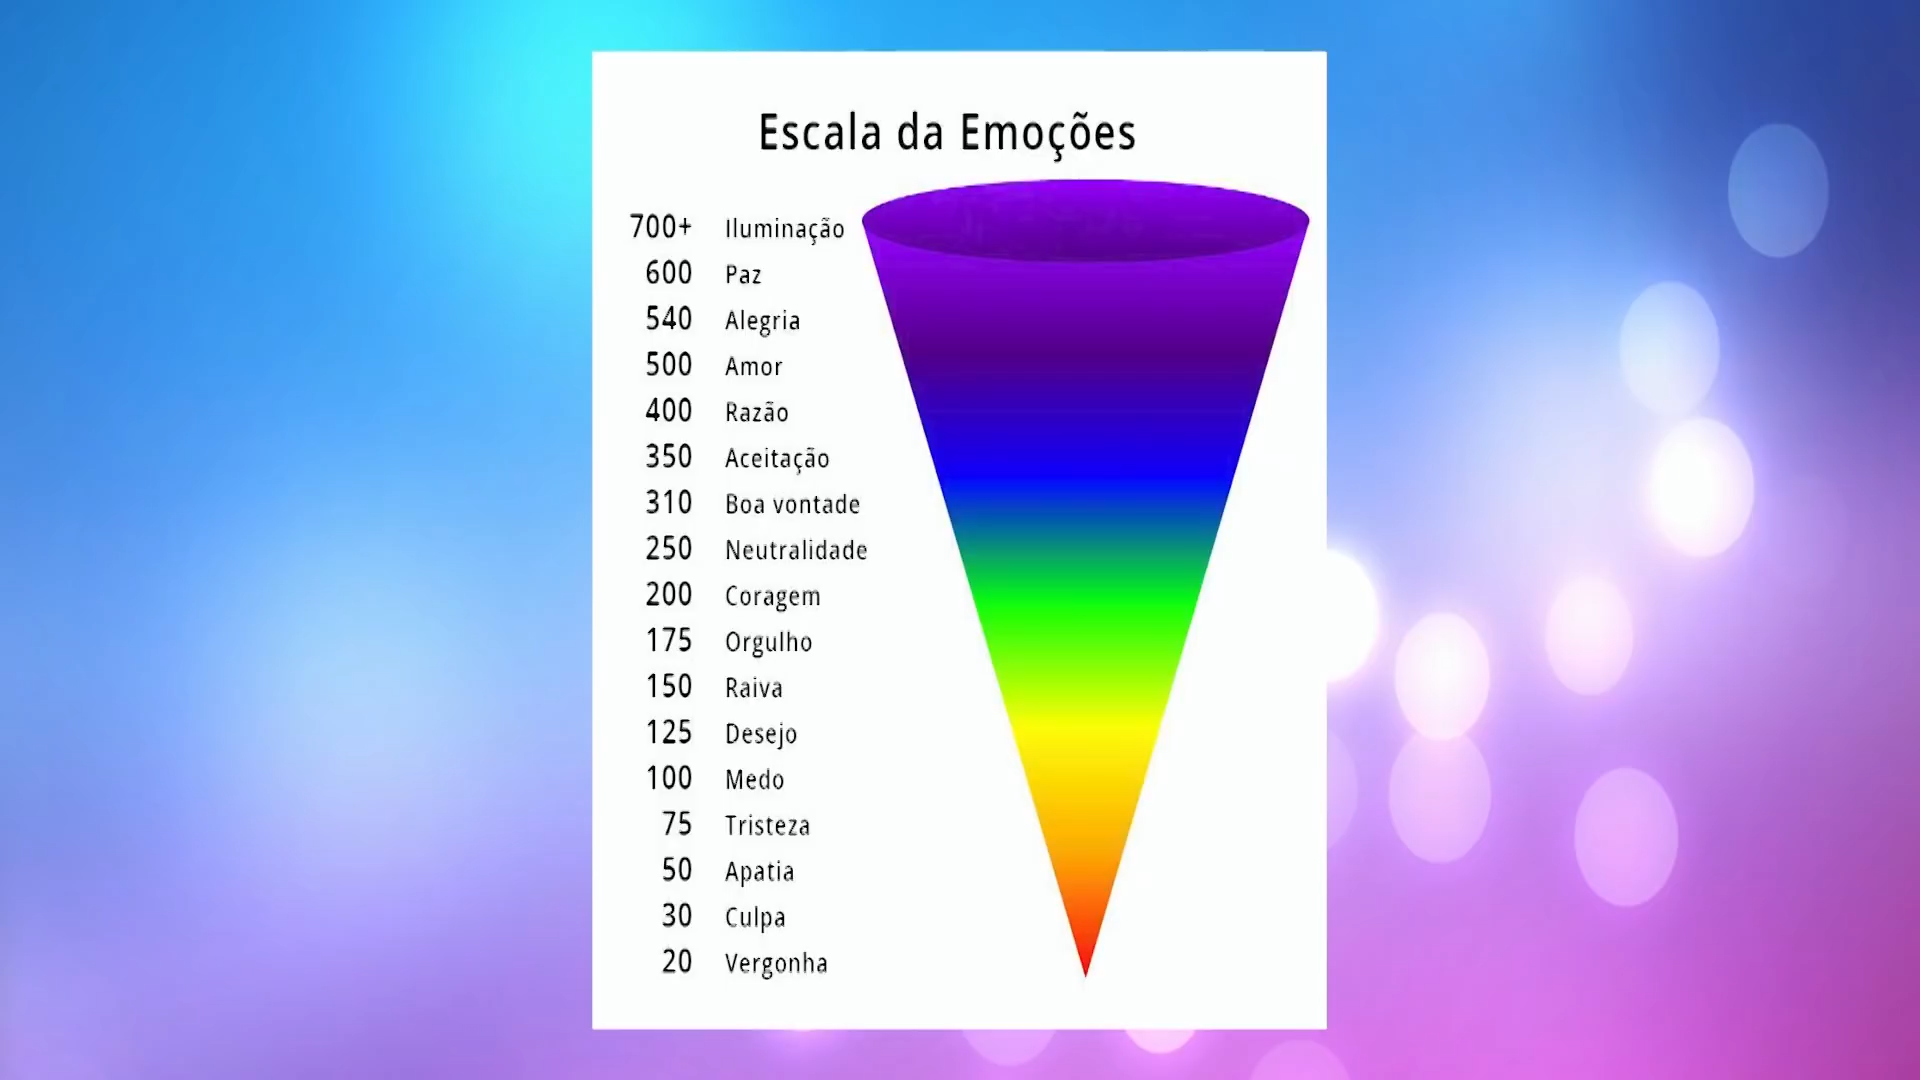 Escala da Emoções
700+ Iluminação
600 Paz
540 Alegria
500 Amor
400 Razão
350 Aceitação
310 Boa vontade
250 Neutralidade
200 Coragem
175 Orgulho
150 Raiva
125 Desejo
100 Medo
75 Tristeza
50 Apatia
30 Culpa
20 Vergonha